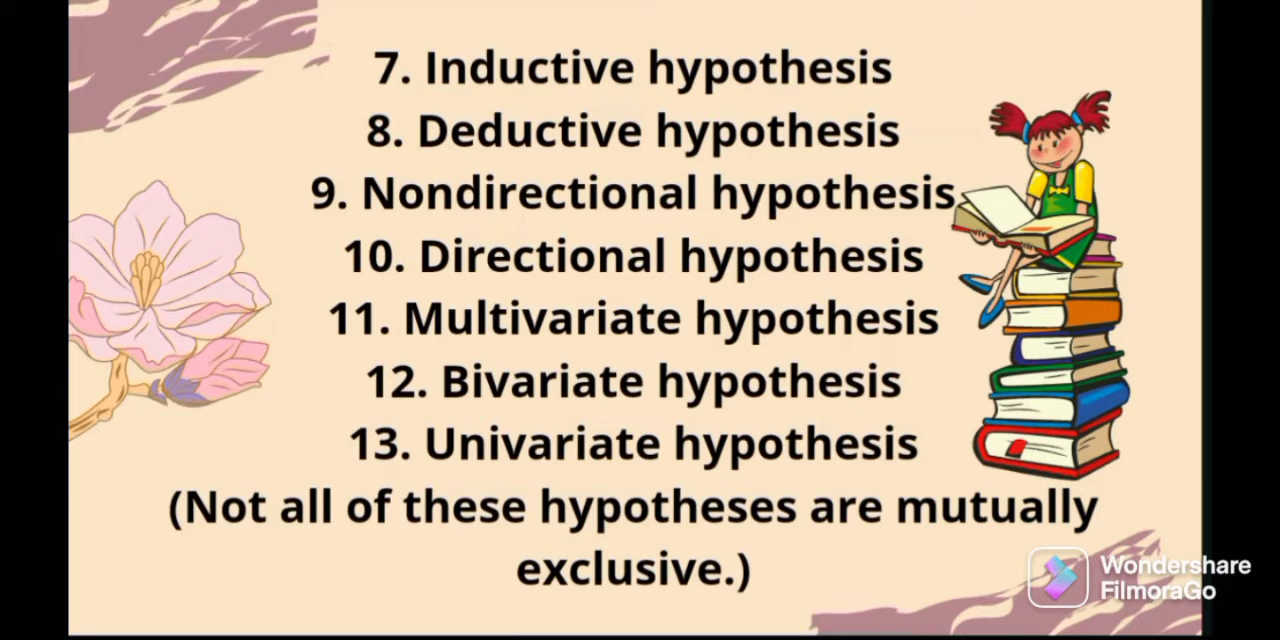 7. Inductive hypothesis
8. Deductive hypothesis
9. Nondirectional hypothesis
10. Directional hypothesis
11. Multivariate hypothesis
12. Bivariate hypothesis
13. Univariate hypothesis
(Not all of these hypotheses are mutually
exclusive.)
Wondershare
FilmoraGo